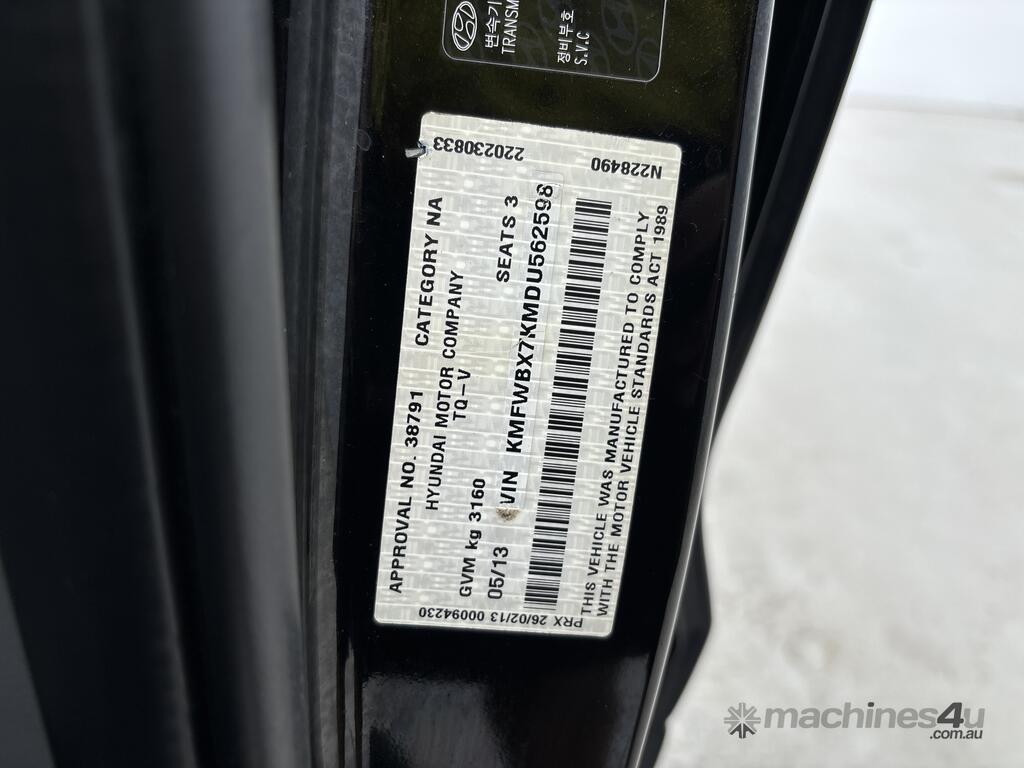 변속기
TRANSM
정비부호
S.V.C
220230833
N228490
APPROVAL NO. 38791 CATEGORY NA
HYUNDAI MOTOR COMPANY
TQ-V
GVM kg 3160 SEATS 3
05/13 VIN KMFWBX7KMDU562598
THIS VEHICLE WAS MANUFACTURED TO COMPLY
WITH THE MOTOR VEHICLE STANDARDS ACT 1989
PRX 26/02/13 00094230
machines4u
.com.au